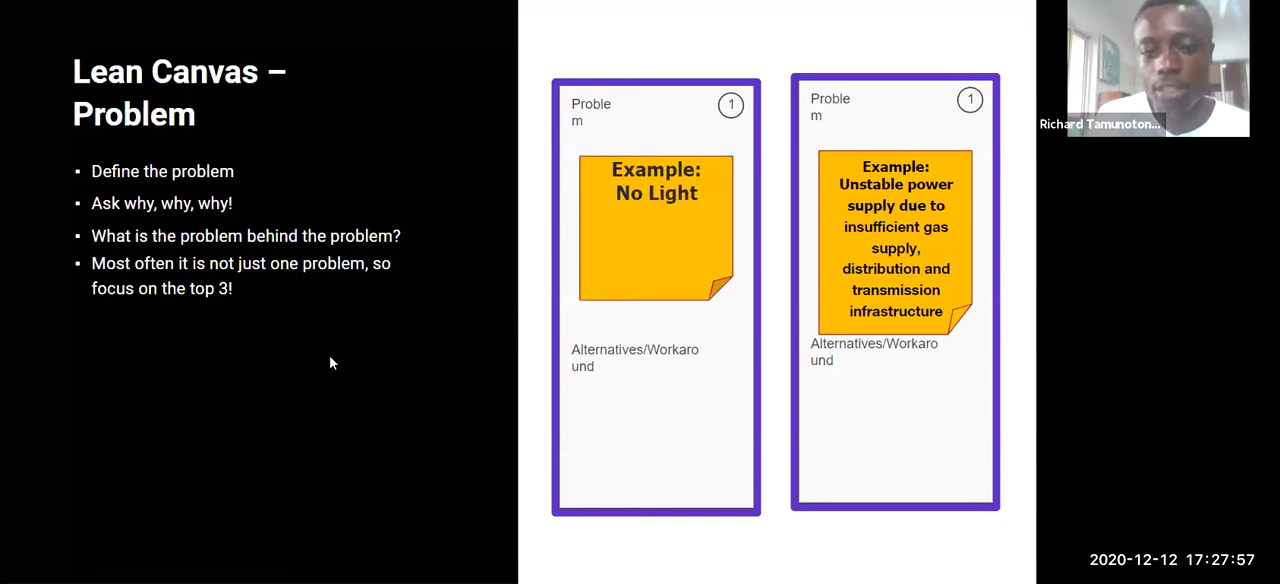 Lean Canvas –
Problem
▪ Define the problem
▪ Ask why, why, why!
▪ What is the problem behind the problem?
▪ Most often it is not just one problem, so
focus on the top 3!
Proble
m
1
Example:
No Light
Alternatives/Workaro
und
Proble
m
1
Example:
Unstable power
supply due to
insufficient gas
supply,
distribution and
transmission
infrastructure
Alternatives/Workaro
und
Richard Tamunoton...
2020-12-12 17:27:57